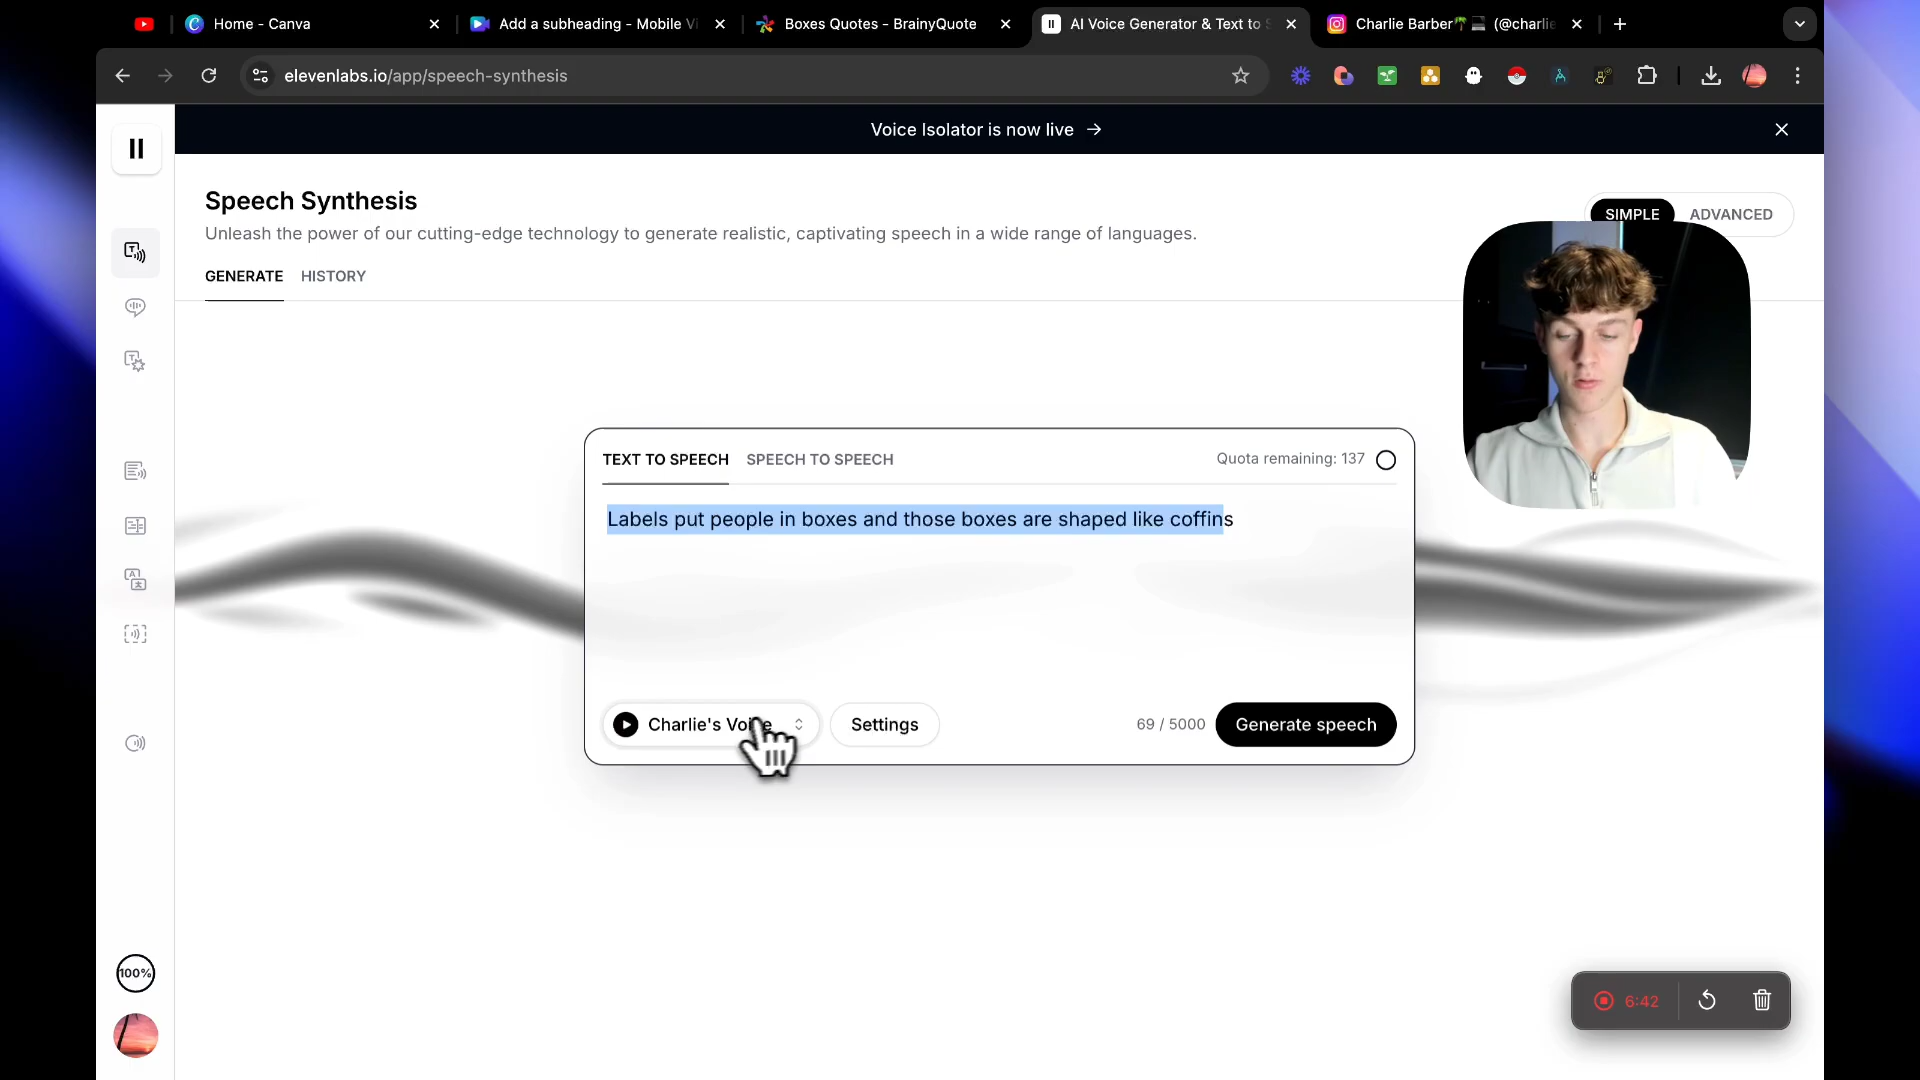 Home - Canva
Add a subheading - Mobile Vi
Boxes Quotes - BrainyQuote
AI Voice Generator & Text to S
Charlie Barber🌴💻 (@charlie
elevenlabs.io/app/speech-synthesis
Voice Isolator is now live →
Speech Synthesis
SIMPLE ADVANCED
Unleash the power of our cutting-edge technology to generate realistic, captivating speech in a wide range of languages.
GENERATE HISTORY
TEXT TO SPEECH SPEECH TO SPEECH Quota remaining: 137
Labels put people in boxes and those boxes are shaped like coffins
Charlie's Voice Settings 69 / 5000 Generate speech
100%
6:42